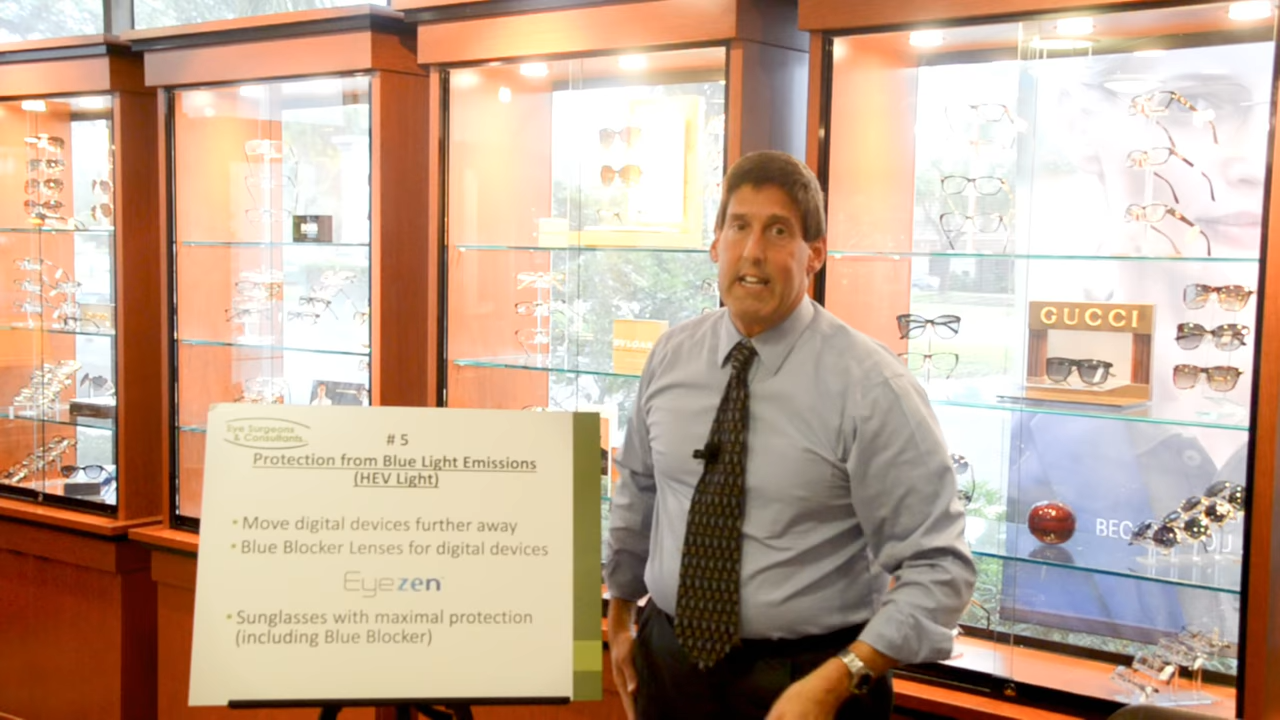 Eye Surgeons
& Consultants
# 5
Protection from Blue Light Emissions
(HEV Light)
• Move digital devices further away
• Blue Blocker Lenses for digital devices
Eyezen
• Sunglasses with maximal protection
(including Blue Blocker)
BVLGARI
GUCCI
BEC